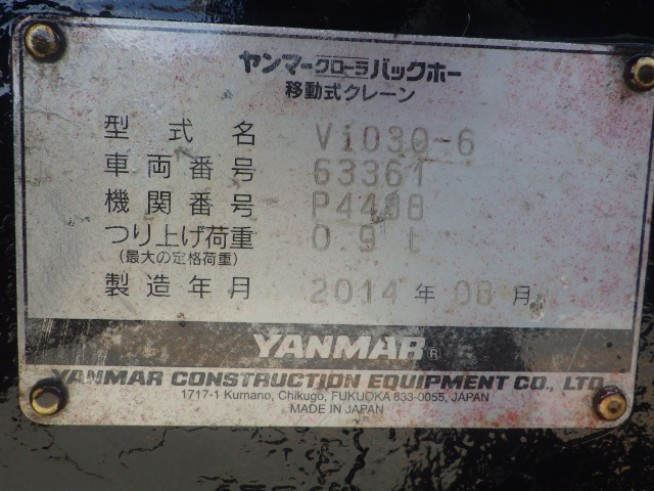 ヤンマークローラバックホー
移動式クレーン
型式名 ViO30-6
車両番号 63361
機関番号
つり上げ荷重 0.9 t
(最大の定格荷重)
製造年月 2014年08月
YANMAR®
YANMAR CONSTRUCTION EQUIPMENT CO., LTD.
1717-1 Kumano, Chikugo, FUKUOKA 833-0055, JAPAN
MADE IN JAPAN